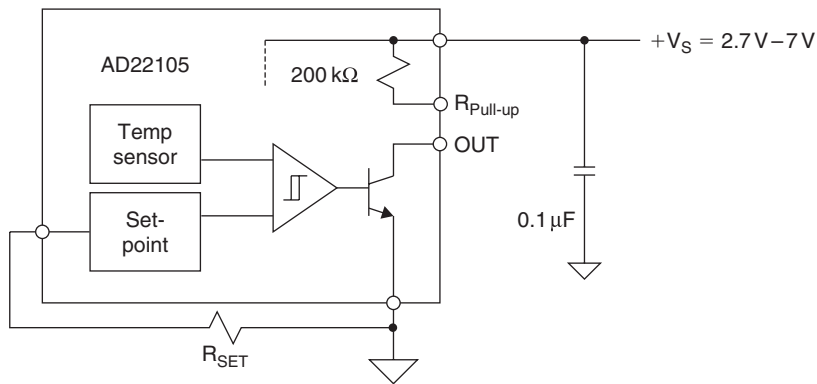 +V_S = 2.7 V – 7 V
AD22105
200 kΩ
R_Pull-up
Temp
sensor
OUT
Set-
point
0.1 μF
R_SET